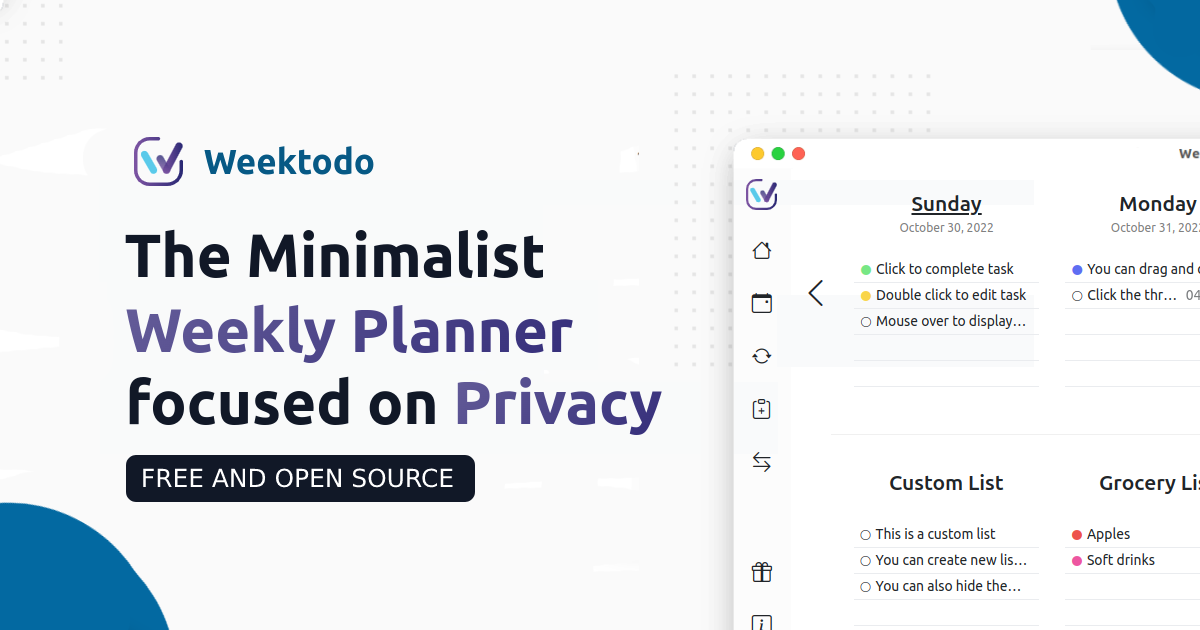 Weektodo
The Minimalist
Weekly Planner
focused on Privacy
FREE AND OPEN SOURCE
We
Sunday
October 30, 2022
Click to complete task
Double click to edit task
Mouse over to display...
Monday
October 31, 2022
You can drag and
Click the thr... 04
Custom List
This is a custom list
You can create new lis...
You can also hide the...
Grocery Lis
Apples
Soft drinks